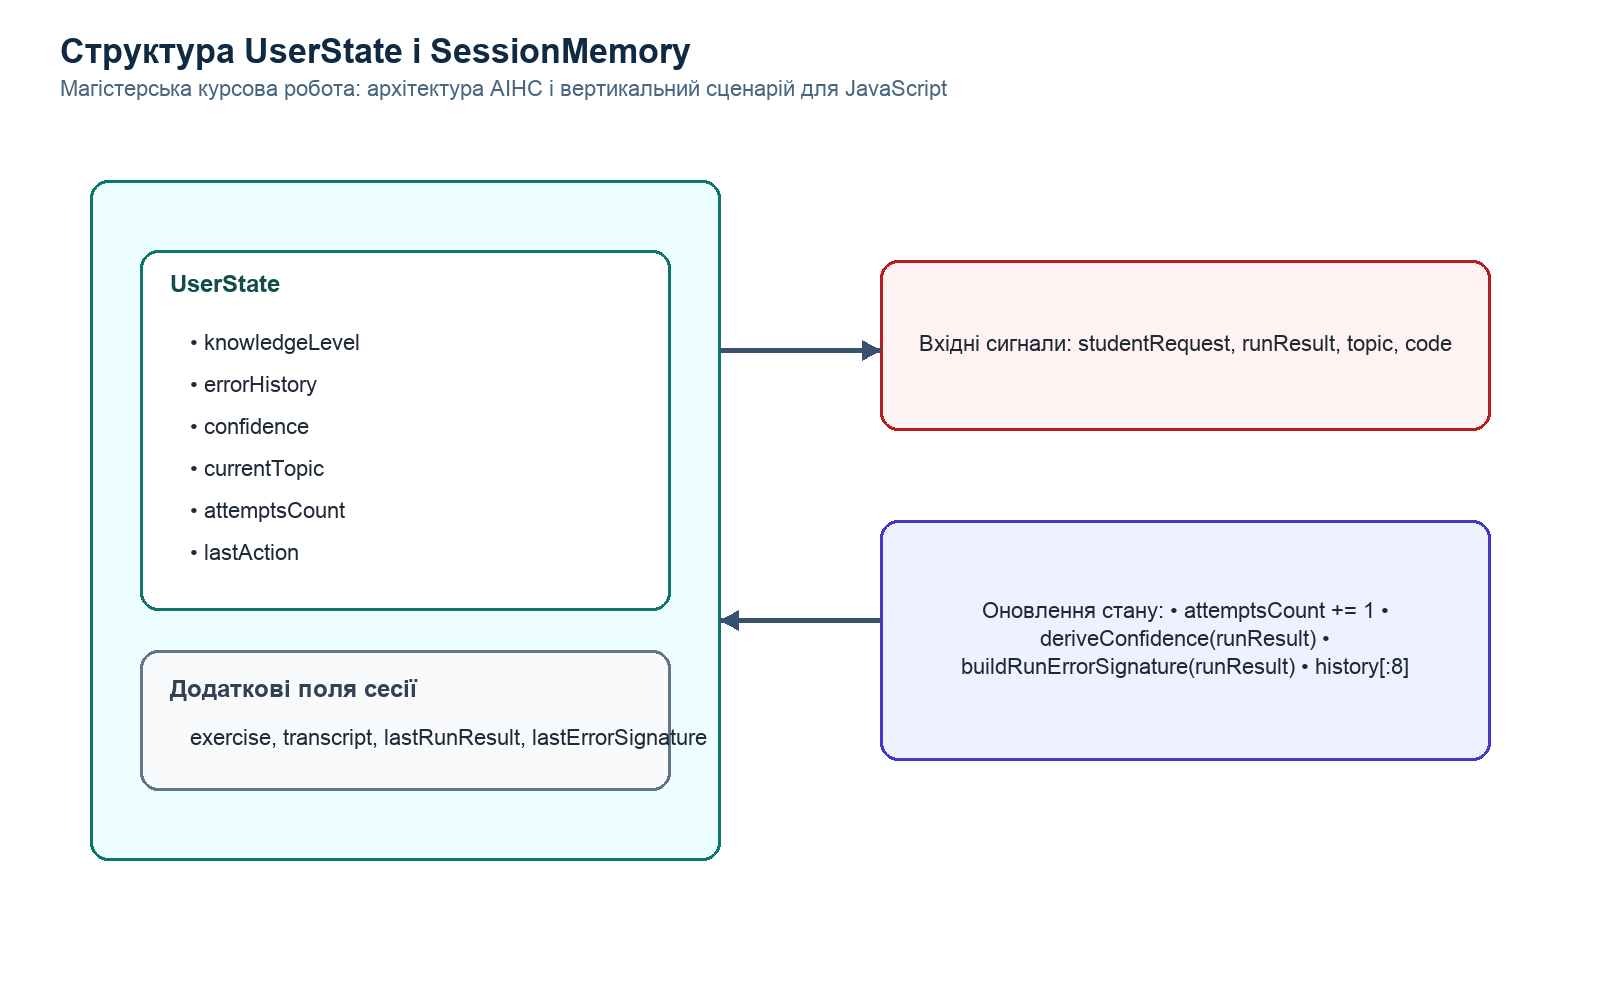 Структура UserState і SessionMemory
Магістерська курсова робота: архітектура АІНС і вертикальний сценарій для JavaScript
UserState
• knowledgeLevel
• errorHistory
• confidence
• currentTopic
• attemptsCount
• lastAction
Додаткові поля сесії
exercise, transcript, lastRunResult, lastErrorSignature
Вхідні сигнали: studentRequest, runResult, topic, code
Оновлення стану: • attemptsCount += 1 •
deriveConfidence(runResult) •
buildRunErrorSignature(runResult) • history[:8]